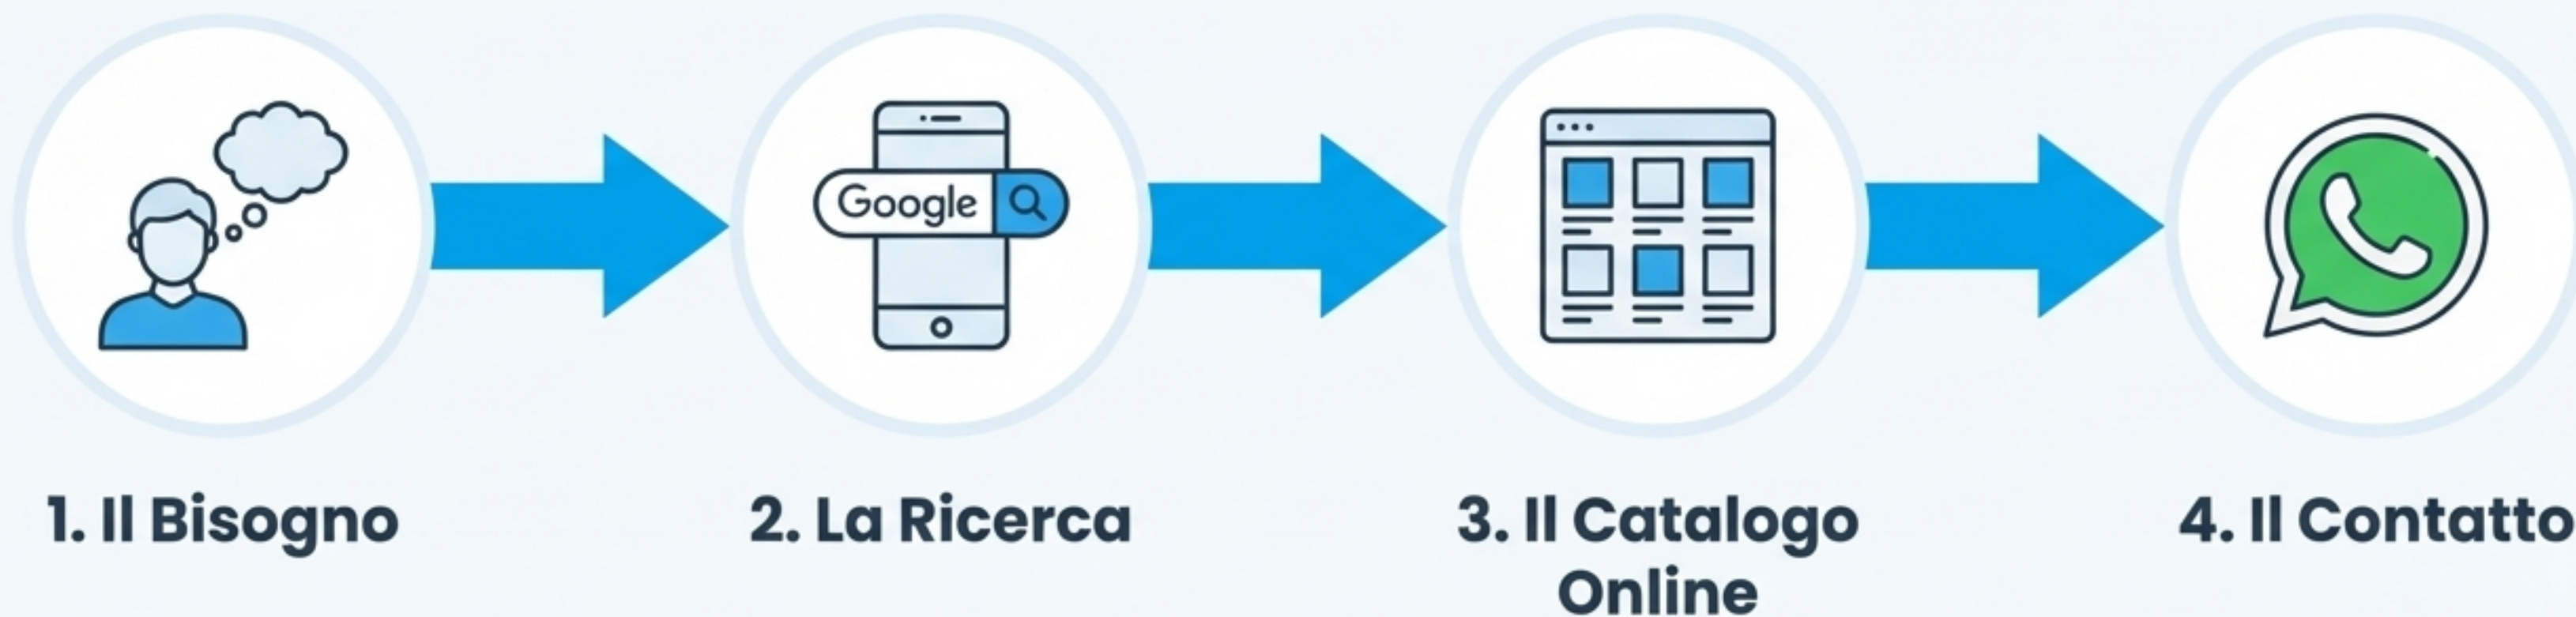 Google
1. Il Bisogno
2. La Ricerca
3. Il Catalogo
Online
4. Il Contatto